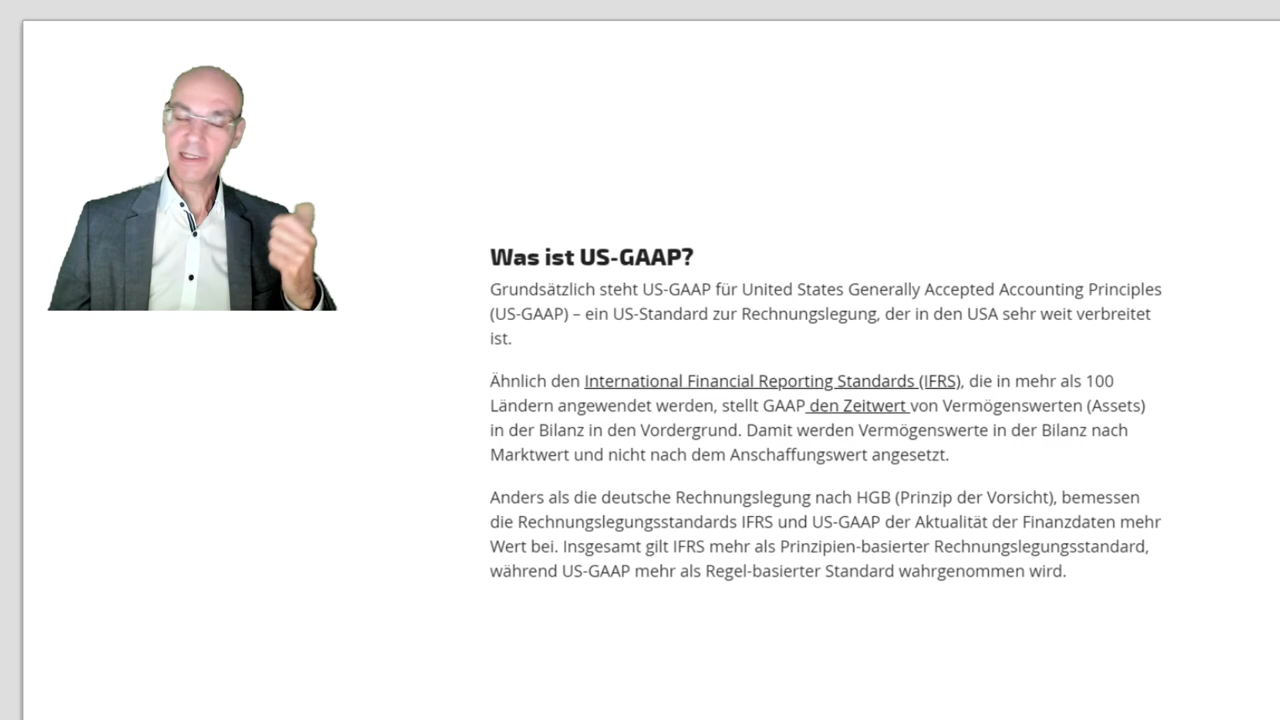 Was ist US-GAAP?
Grundsätzlich steht US-GAAP für United States Generally Accepted Accounting Principles
(US-GAAP) – ein US-Standard zur Rechnungslegung, der in den USA sehr weit verbreitet
ist.
Ähnlich den International Financial Reporting Standards (IFRS), die in mehr als 100
Ländern angewendet werden, stellt GAAP den Zeitwert von Vermögenswerten (Assets)
in der Bilanz in den Vordergrund. Damit werden Vermögenswerte in der Bilanz nach
Marktwert und nicht nach dem Anschaffungswert angesetzt.
Anders als die deutsche Rechnungslegung nach HGB (Prinzip der Vorsicht), bemessen
die Rechnungslegungsstandards IFRS und US-GAAP der Aktualität der Finanzdaten mehr
Wert bei. Insgesamt gilt IFRS mehr als Prinzipien-basierter Rechnungslegungsstandard,
während US-GAAP mehr als Regel-basierter Standard wahrgenommen wird.